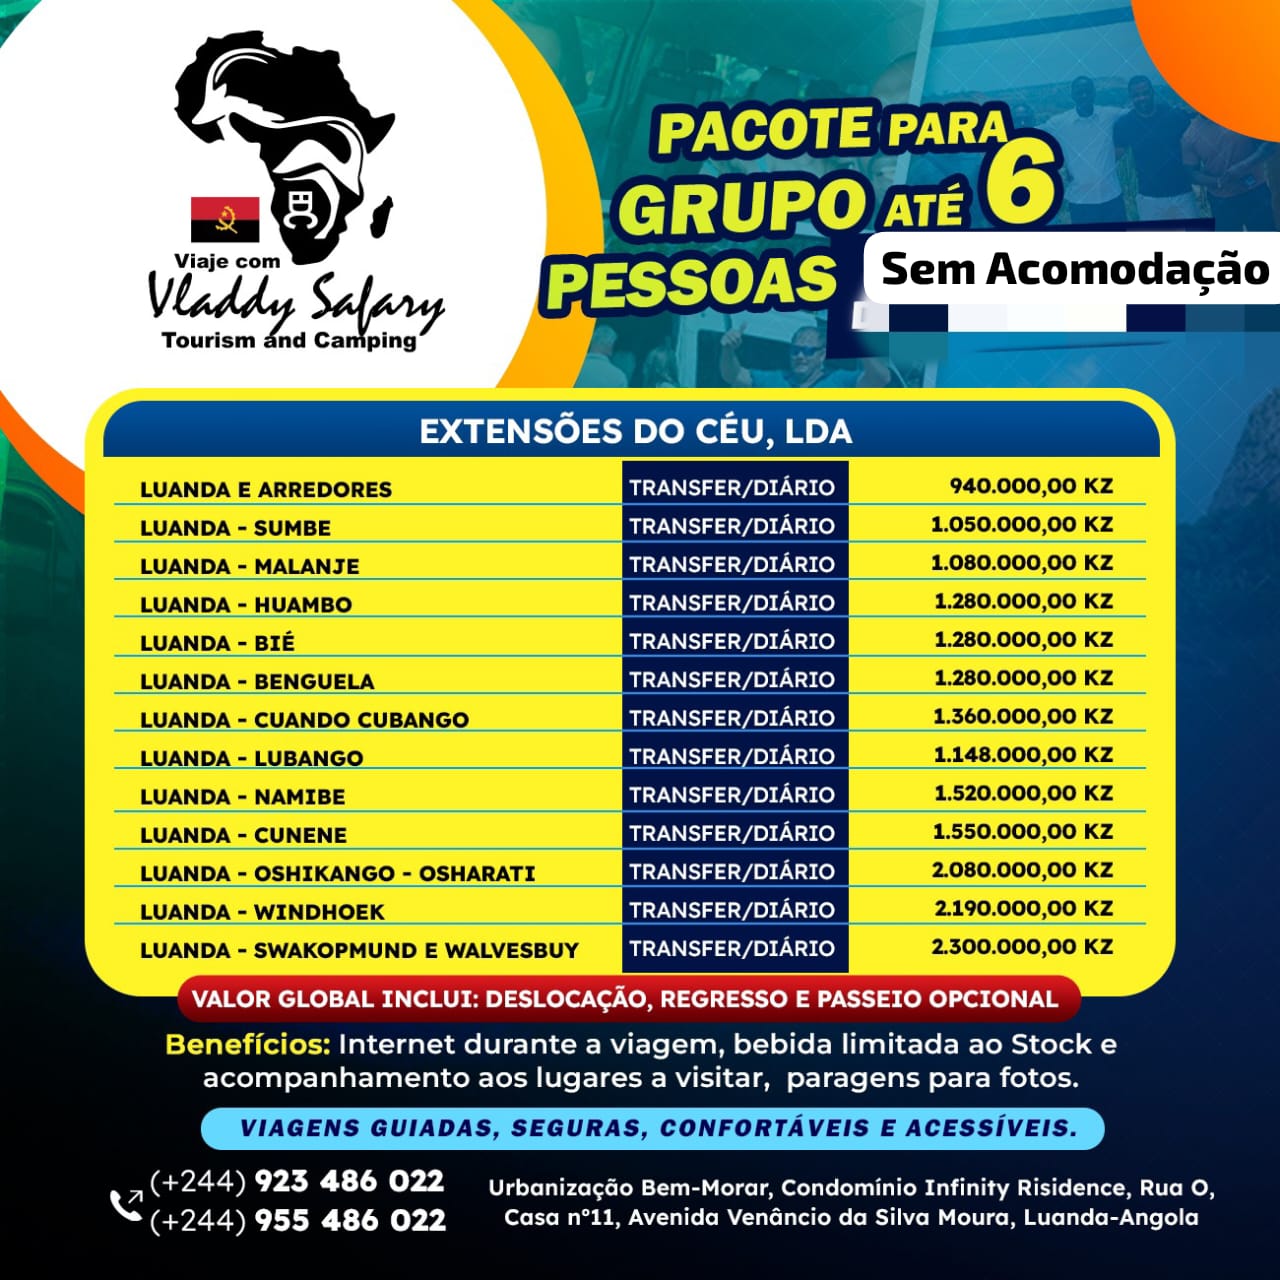 Viaje com
Vladdy Safary
Tourism and Camping
PACOTE PARA
GRUPO ATÉ 6
PESSOAS
Sem Acomodação
EXTENSÕES DO CÉU, LDA
LUANDA E ARREDORES TRANSFER/DIÁRIO 940.000,00 KZ
LUANDA - SUMBE TRANSFER/DIÁRIO 1.050.000,00 KZ
LUANDA - MALANJE TRANSFER/DIÁRIO 1.080.000,00 KZ
LUANDA - HUAMBO TRANSFER/DIÁRIO 1.280.000,00 KZ
LUANDA - BIÉ TRANSFER/DIÁRIO 1.280.000,00 KZ
LUANDA - BENGUELA TRANSFER/DIÁRIO 1.280.000,00 KZ
LUANDA - CUANDO CUBANGO TRANSFER/DIÁRIO 1.360.000,00 KZ
LUANDA - LUBANGO TRANSFER/DIÁRIO 1.148.000,00 KZ
LUANDA - NAMIBE TRANSFER/DIÁRIO 1.520.000,00 KZ
LUANDA - CUNENE TRANSFER/DIÁRIO 1.550.000,00 KZ
LUANDA - OSHIKANGO - OSHARATI TRANSFER/DIÁRIO 2.080.000,00 KZ
LUANDA - WINDHOEK TRANSFER/DIÁRIO 2.190.000,00 KZ
LUANDA - SWAKOPMUND E WALVESBUY TRANSFER/DIÁRIO 2.300.000,00 KZ
VALOR GLOBAL INCLUI: DESLOCAÇÃO, REGRESSO E PASSEIO OPCIONAL
Benefícios: Internet durante a viagem, bebida limitada ao Stock e
acompanhamento aos lugares a visitar, paragens para fotos.
VIAGENS GUIADAS, SEGURAS, CONFORTÁVEIS E ACESSÍVEIS.
(+244) 923 486 022
(+244) 955 486 022
Urbanização Bem-Morar, Condomínio Infinity Risidence, Rua O,
Casa nº11, Avenida Venâncio da Silva Moura, Luanda-Angola